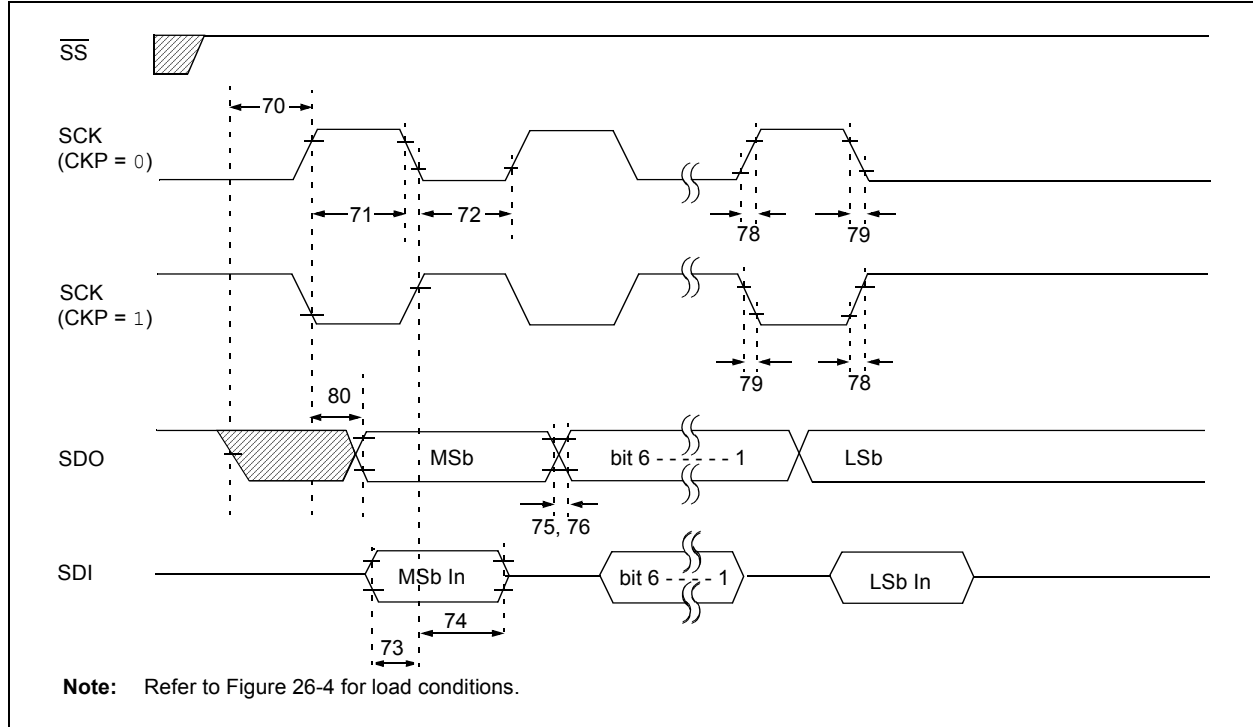 SS
70
SCK
(CKP = 0)
71
72
78
79
SCK
(CKP = 1)
79
78
80
SDO
MSb
bit 6 - - - - - - 1
LSb
75, 76
SDI
MSb In
bit 6 - - - - 1
LSb In
74
73
Note: Refer to Figure 26-4 for load conditions.